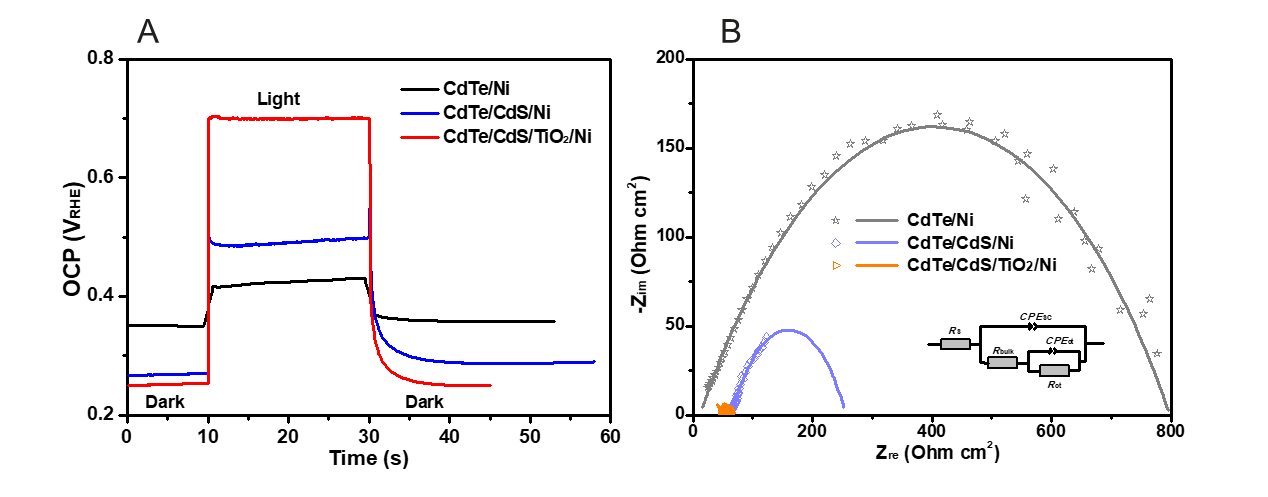 A
0.8
0.6
0.4
0.2
OCP (VRHE)
0
10
20
30
40
50
60
Time (s)
Light
Dark
Dark
CdTe/Ni
CdTe/CdS/Ni
CdTe/CdS/TiO₂/Ni
B
200
150
100
50
0
-Zim (Ohm cm²)
0
200
400
600
800
Zre (Ohm cm²)
CdTe/Ni
CdTe/CdS/Ni
CdTe/CdS/TiO₂/Ni
CPEsc
Rs
Rbulk
CPEct
Rct